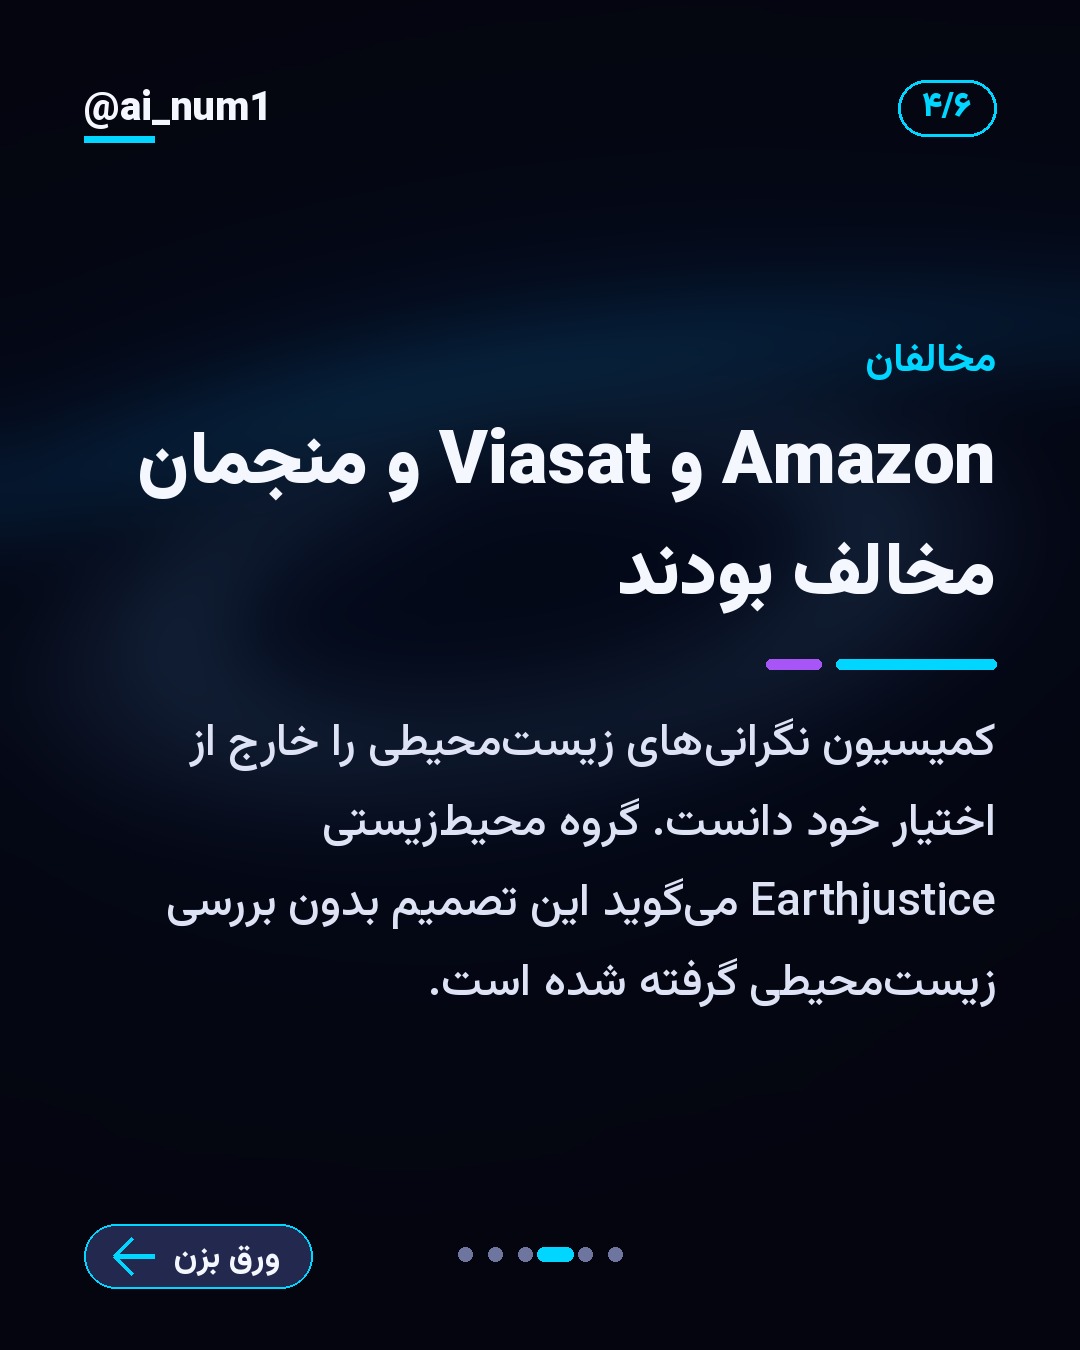 @ai_num1
۴/۶
مخالفان
Amazon و Viasat و منجمان
مخالف بودند
کمیسیون نگرانی‌های زیست‌محیطی را خارج از
اختیار خود دانست. گروه محیط‌زیستی
Earthjustice می‌گوید این تصمیم بدون بررسی
زیست‌محیطی گرفته شده است.
ورق بزن